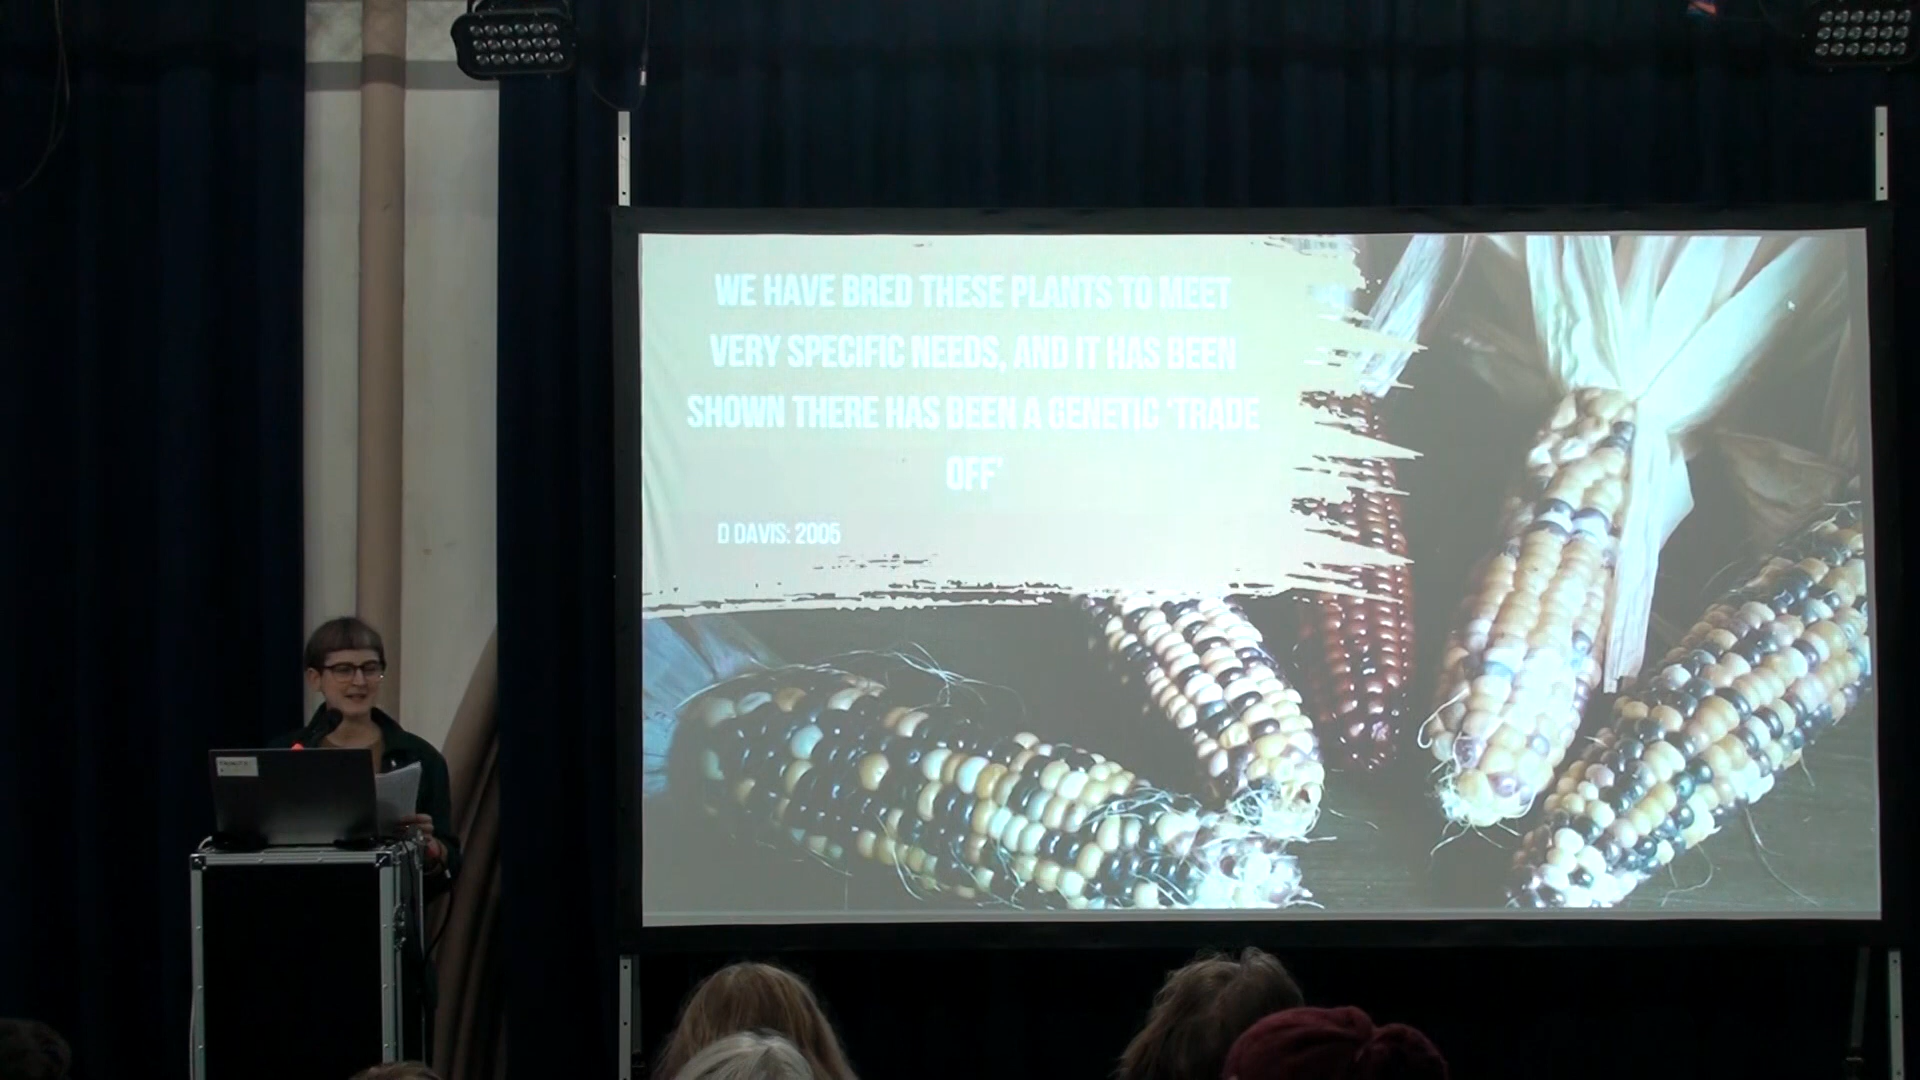 WE HAVE BRED THESE PLANTS TO MEET
VERY SPECIFIC NEEDS, AND IT HAS BEEN
SHOWN THERE HAS BEEN A GENETIC 'TRADE
OFF'
D DAVIS: 2005